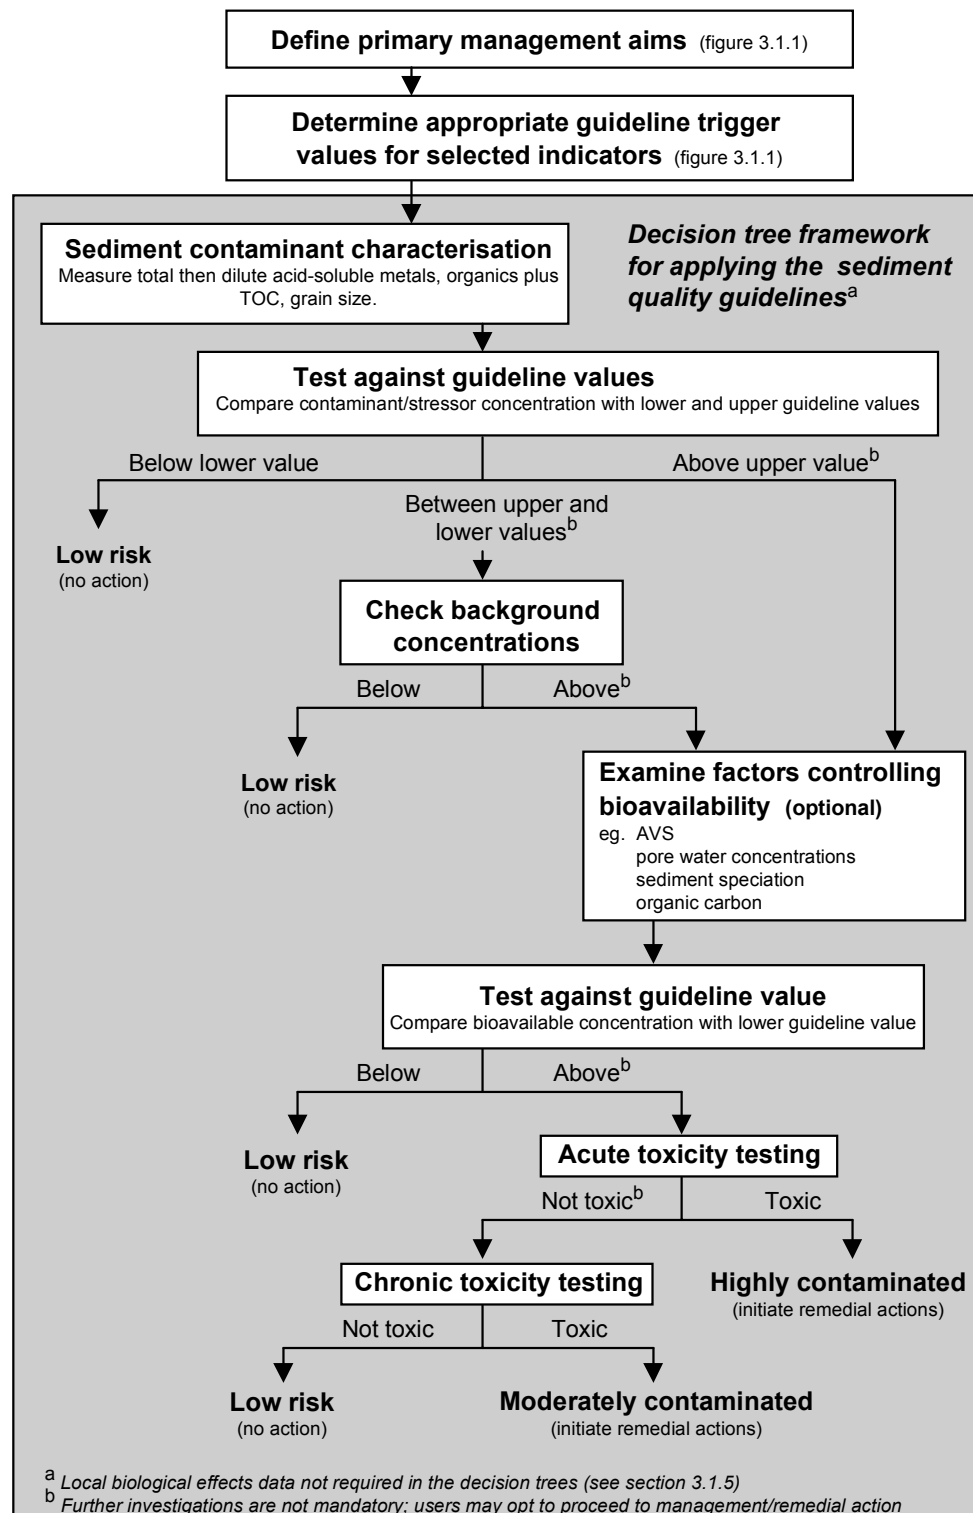 Define primary management aims (figure 3.1.1)
Determine appropriate guideline trigger
values for selected indicators (figure 3.1.1)
Decision tree framework
for applying the sediment
quality guidelinesa
Sediment contaminant characterisation
Measure total then dilute acid-soluble metals, organics plus
TOC, grain size.
Test against guideline values
Compare contaminant/stressor concentration with lower and upper guideline values
Below lower value
Above upper valueb
Between upper and
lower valuesb
Low risk
(no action)
Check background
concentrations
Below
Aboveb
Low risk
(no action)
Examine factors controlling
bioavailability (optional)
eg. AVS
pore water concentrations
sediment speciation
organic carbon
Test against guideline value
Compare bioavailable concentration with lower guideline value
Below
Aboveb
Low risk
(no action)
Acute toxicity testing
Not toxicb
Toxic
Chronic toxicity testing
Highly contaminated
(initiate remedial actions)
Not toxic
Toxic
Low risk
(no action)
Moderately contaminated
(initiate remedial actions)
a Local biological effects data not required in the decision trees (see section 3.1.5)
b Further investigations are not mandatory; users may opt to proceed to management/remedial action